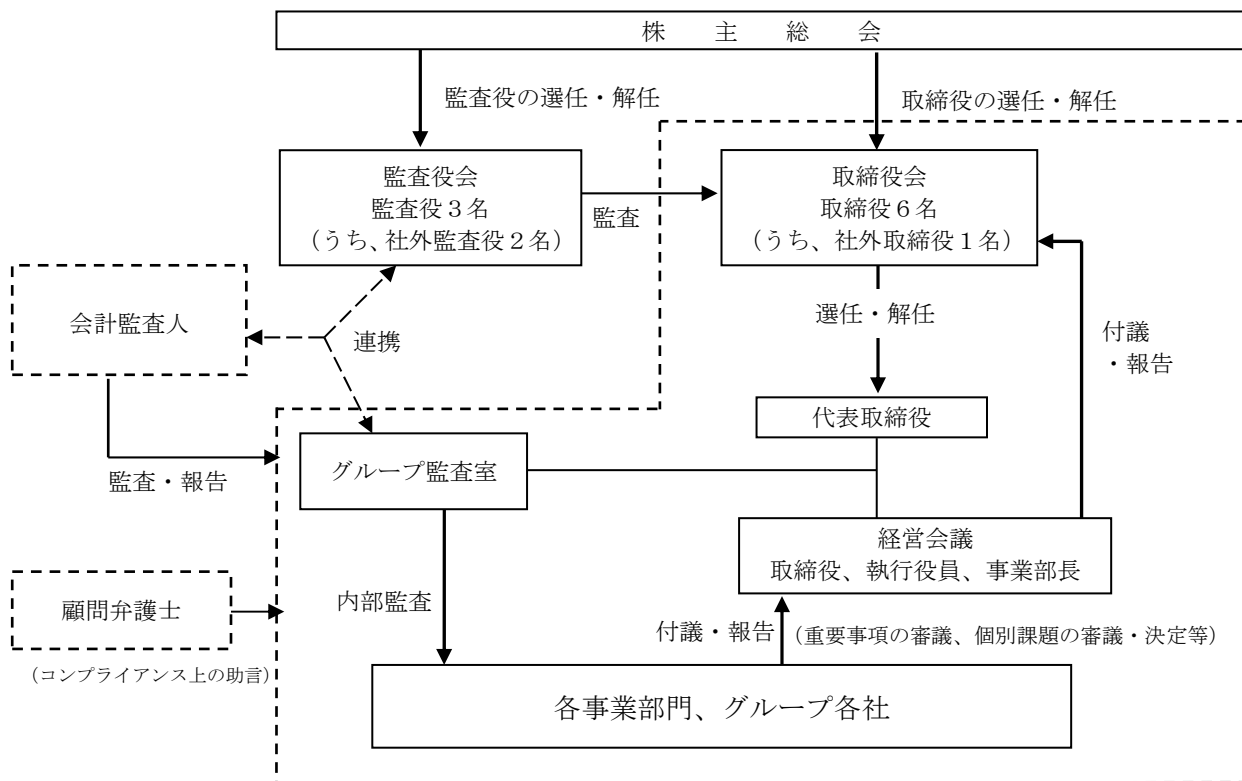 株主総会
監査役の選任・解任
取締役の選任・解任
監査役会
監査役３名
（うち、社外監査役２名）
監査
取締役会
取締役６名
（うち、社外取締役１名）
会計監査人
連携
選任・解任
付議
・報告
代表取締役
グループ監査室
監査・報告
経営会議
取締役、執行役員、事業部長
顧問弁護士
（コンプライアンス上の助言）
内部監査
付議・報告
（重要事項の審議、個別課題の審議・決定等）
各事業部門、グループ各社